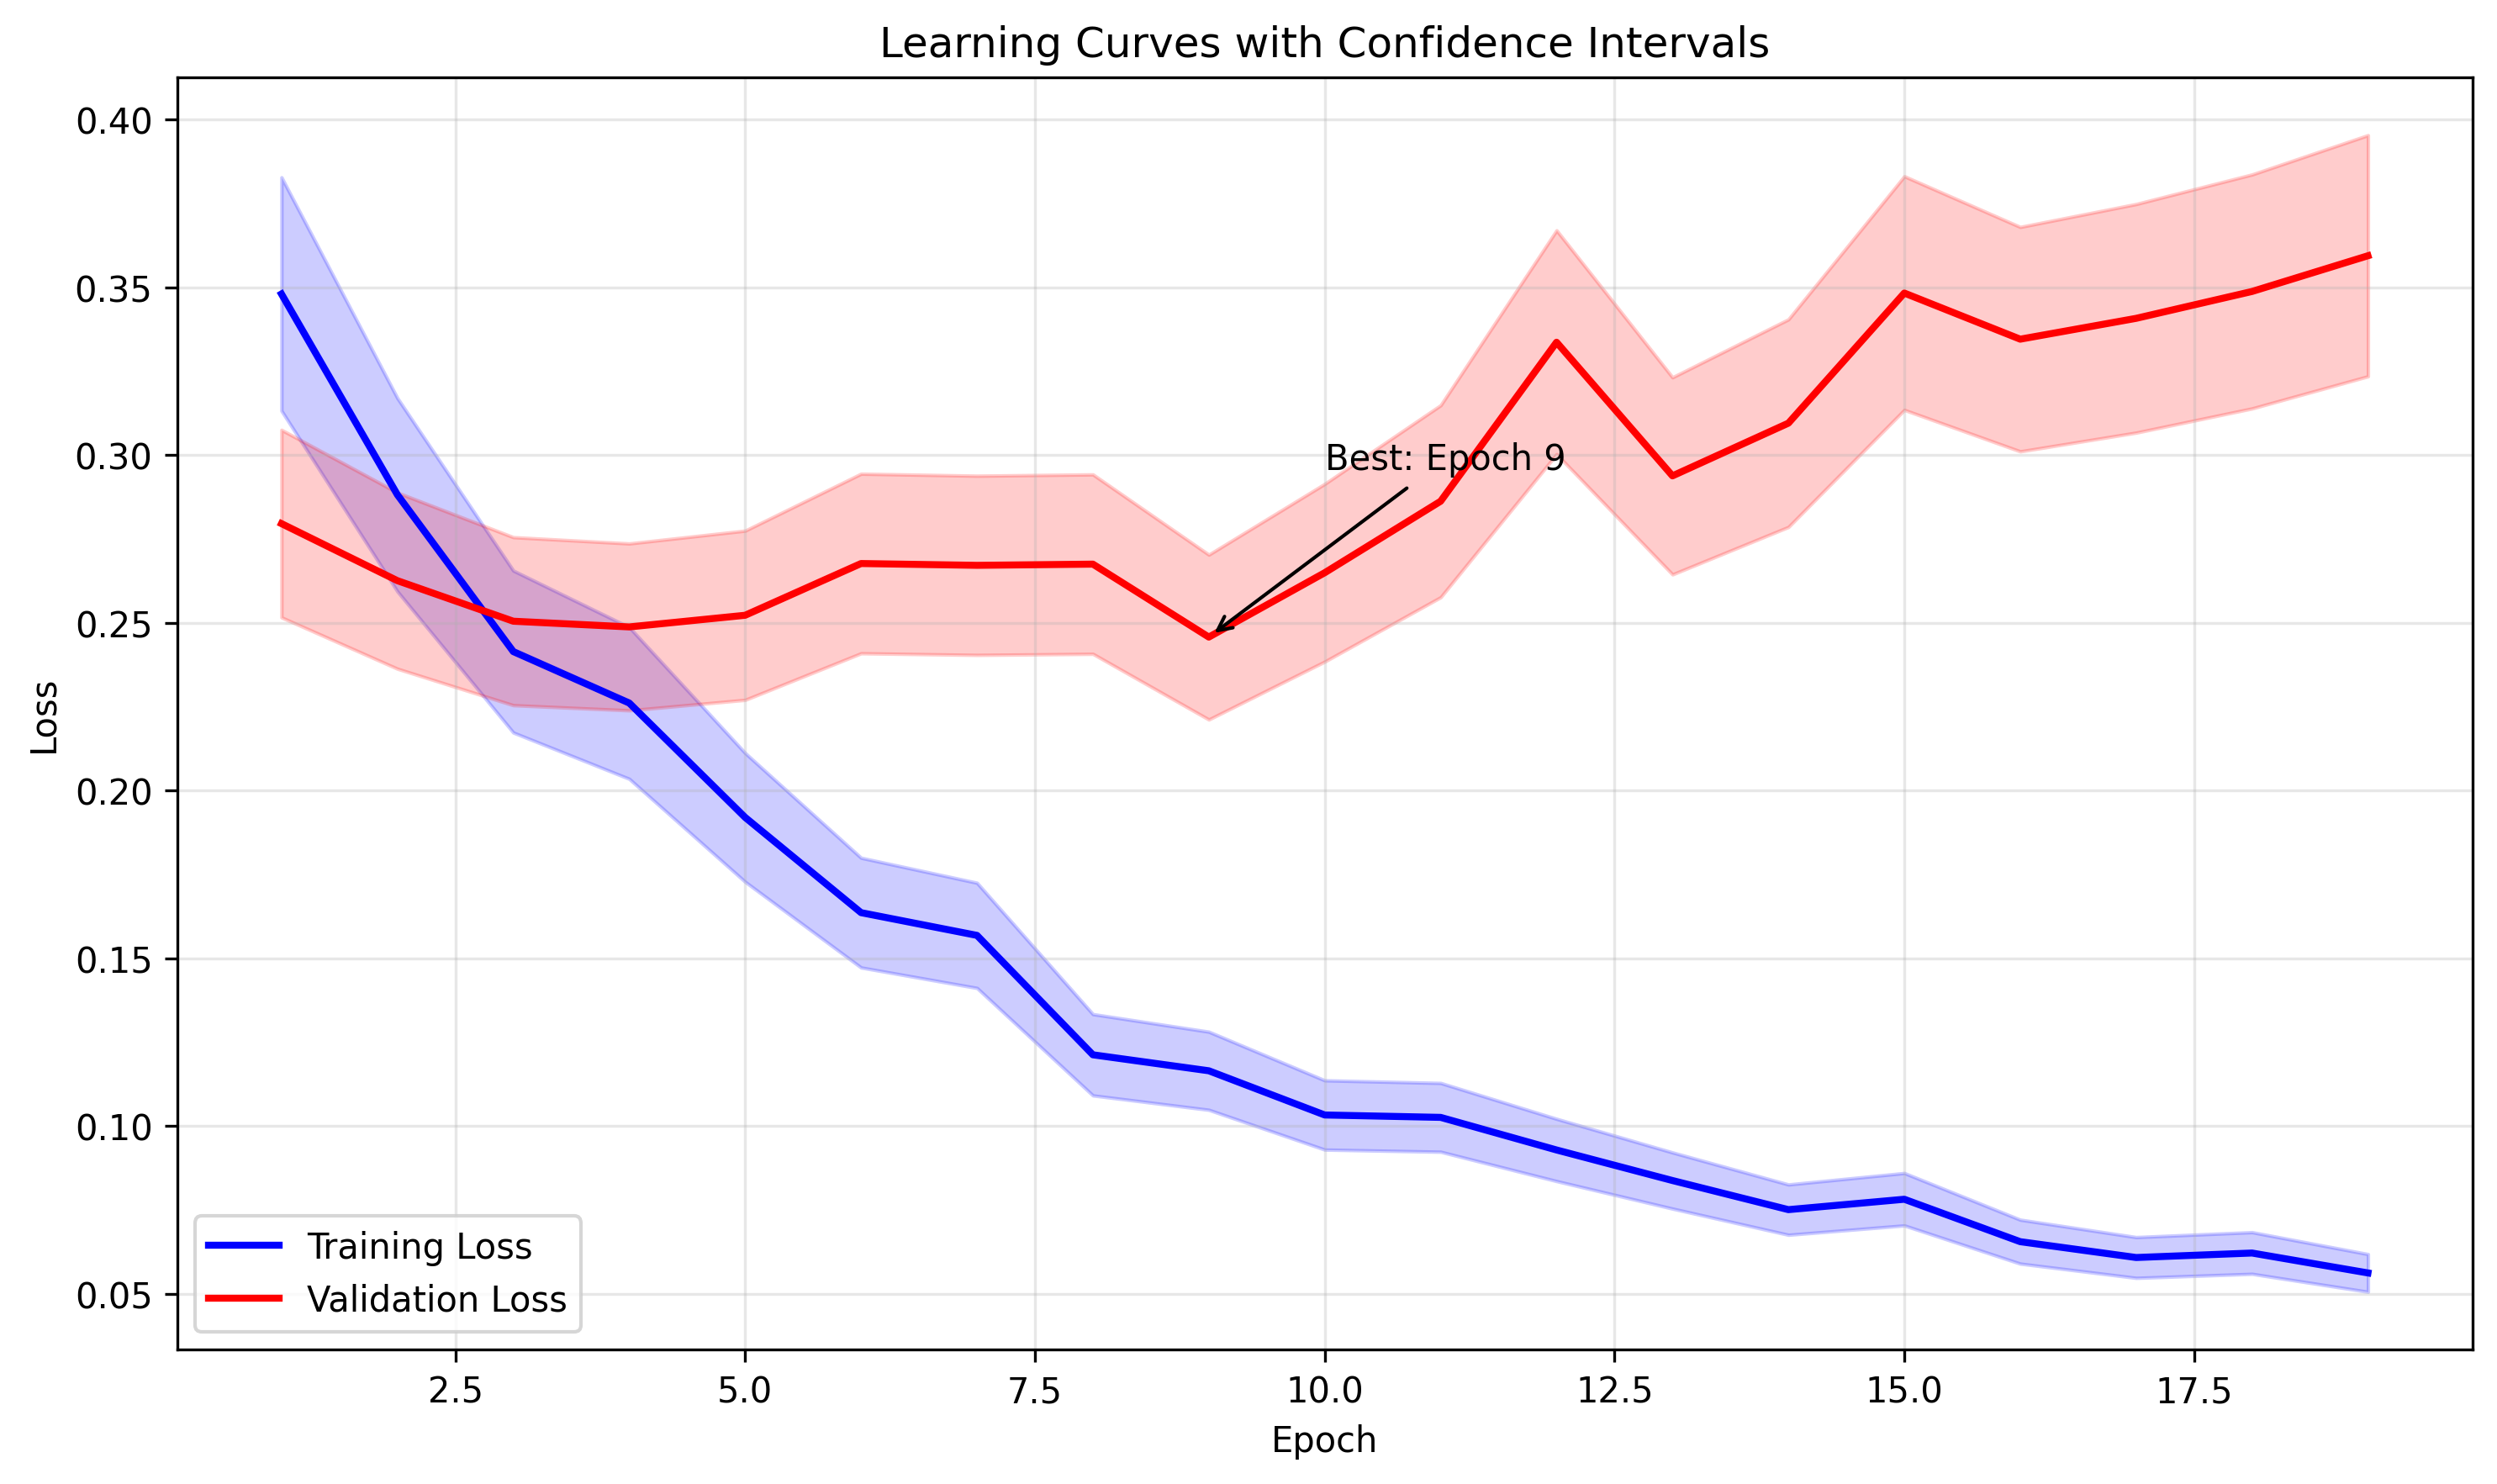 Learning Curves with Confidence Intervals
0.40
0.35
0.30
0.25
0.20
0.15
0.10
0.05
Loss
Best: Epoch 9
Training Loss
Validation Loss
2.5 5.0 7.5 10.0 12.5 15.0 17.5
Epoch